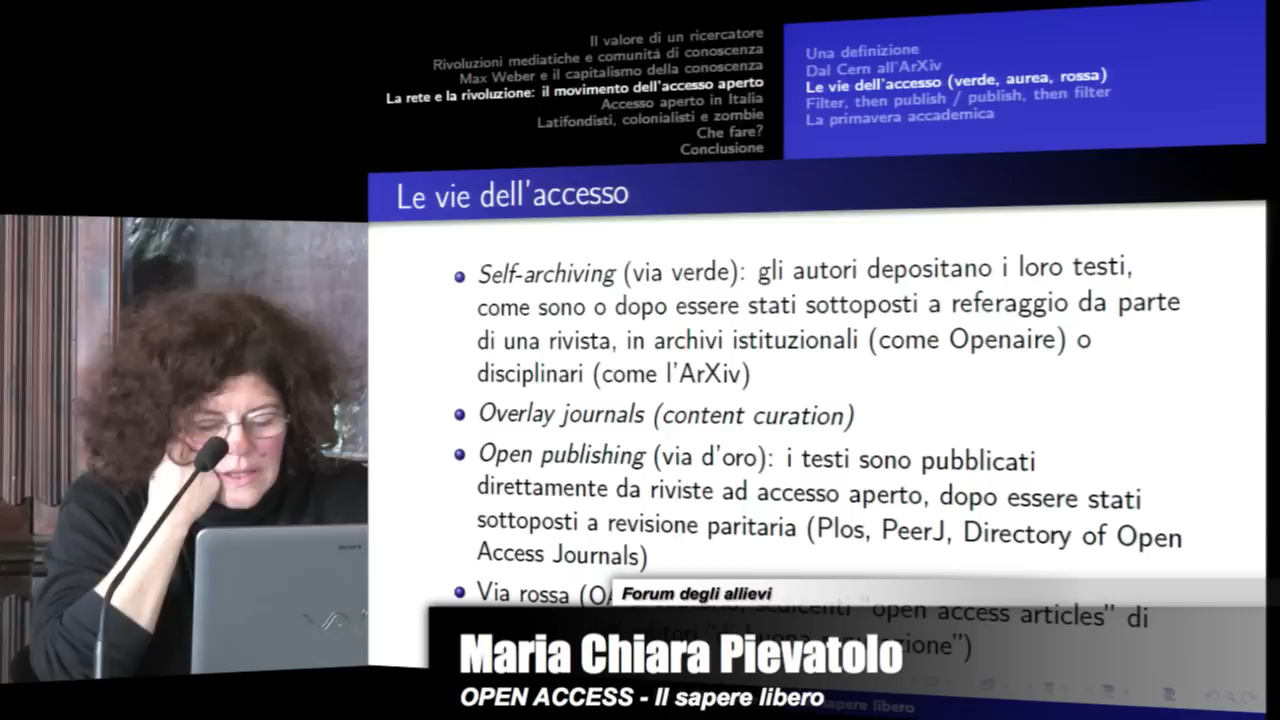 Il valore di un ricercatore
Rivoluzioni mediatiche e comunità di conoscenza
Max Weber e il capitalismo della conoscenza
La rete e la rivoluzione: il movimento dell'accesso aperto
Accesso aperto in Italia
Latifondisti, colonialisti e zombie
Che fare?
Conclusione
Una definizione
Dal Cern all'ArXiv
Le vie dell'accesso (verde, aurea, rossa)
Filter, then publish / publish, then filter
La primavera accademica
Le vie dell'accesso
Self-archiving (via verde): gli autori depositano i loro testi,
come sono o dopo essere stati sottoposti a referaggio da parte
di una rivista, in archivi istituzionali (come Openaire) o
disciplinari (come l'ArXiv)
Overlay journals (content curation)
Open publishing (via d'oro): i testi sono pubblicati
direttamente da riviste ad accesso aperto, dopo essere stati
sottoposti a revisione paritaria (Plos, PeerJ, Directory of Open
Access Journals)
Via rossa (OA sedicenti "open access articles" di
Forum degli allievi
Maria Chiara Pievatolo
OPEN ACCESS - Il sapere libero
sapere libero
SONY
VAIO